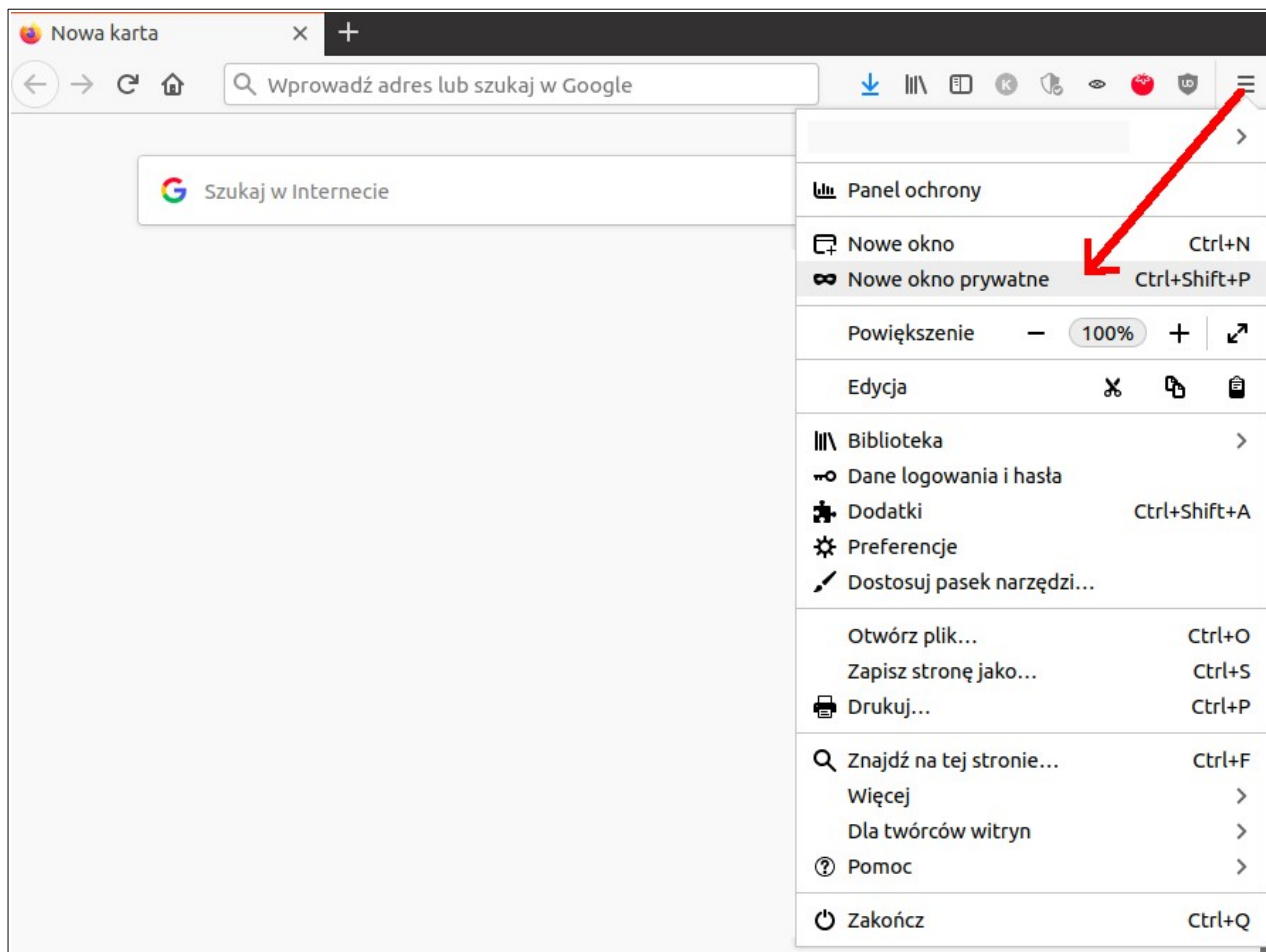 Nowa karta
Wprowadź adres lub szukaj w Google
Szukaj w Internecie
Panel ochrony
Nowe okno Ctrl+N
Nowe okno prywatne Ctrl+Shift+P
Powiększenie 100%
Edycja
Biblioteka
Dane logowania i hasła
Dodatki Ctrl+Shift+A
Preferencje
Dostosuj pasek narzędzi…
Otwórz plik… Ctrl+O
Zapisz stronę jako… Ctrl+S
Drukuj… Ctrl+P
Znajdź na tej stronie… Ctrl+F
Więcej
Dla twórców witryn
Pomoc
Zakończ Ctrl+Q